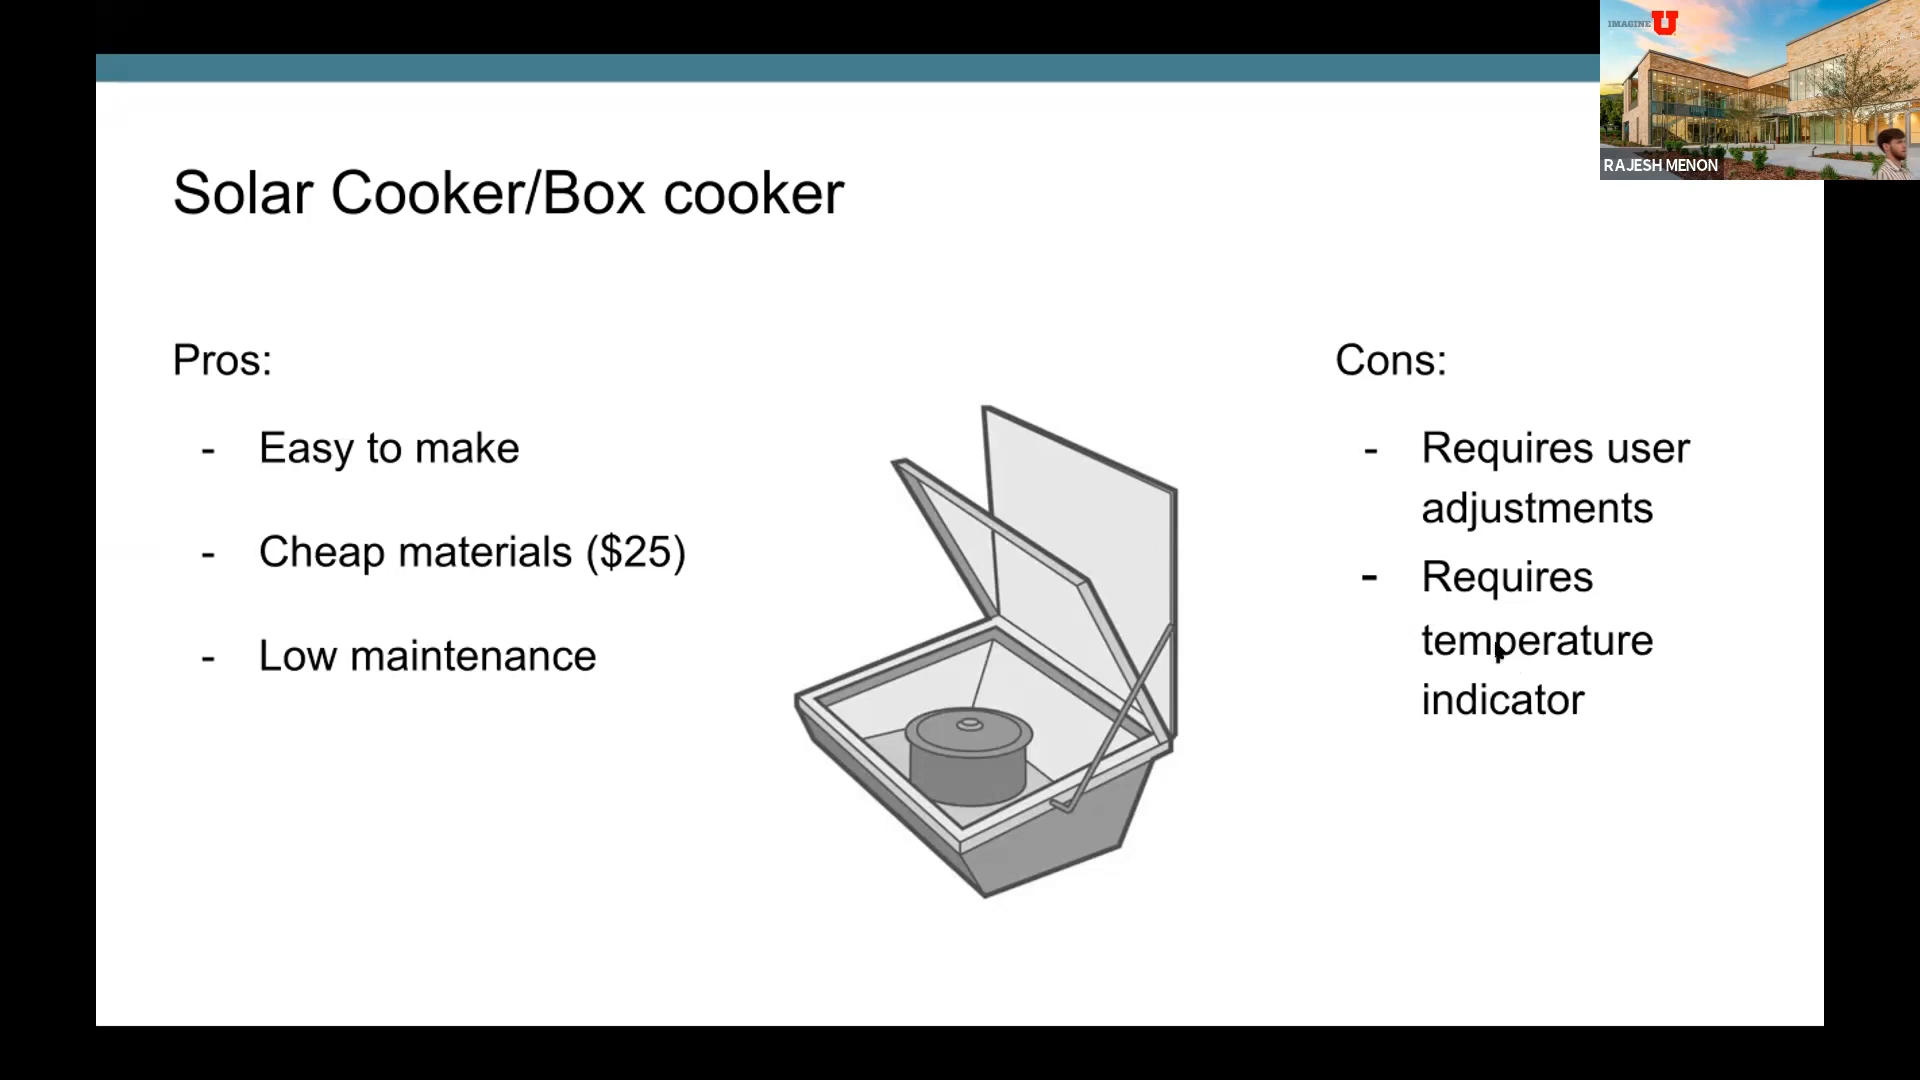 IMAGINE U
RAJESH MENON
Solar Cooker/Box cooker
Pros:
- Easy to make
- Cheap materials ($25)
- Low maintenance
Cons:
- Requires user
adjustments
- Requires
temperature
indicator